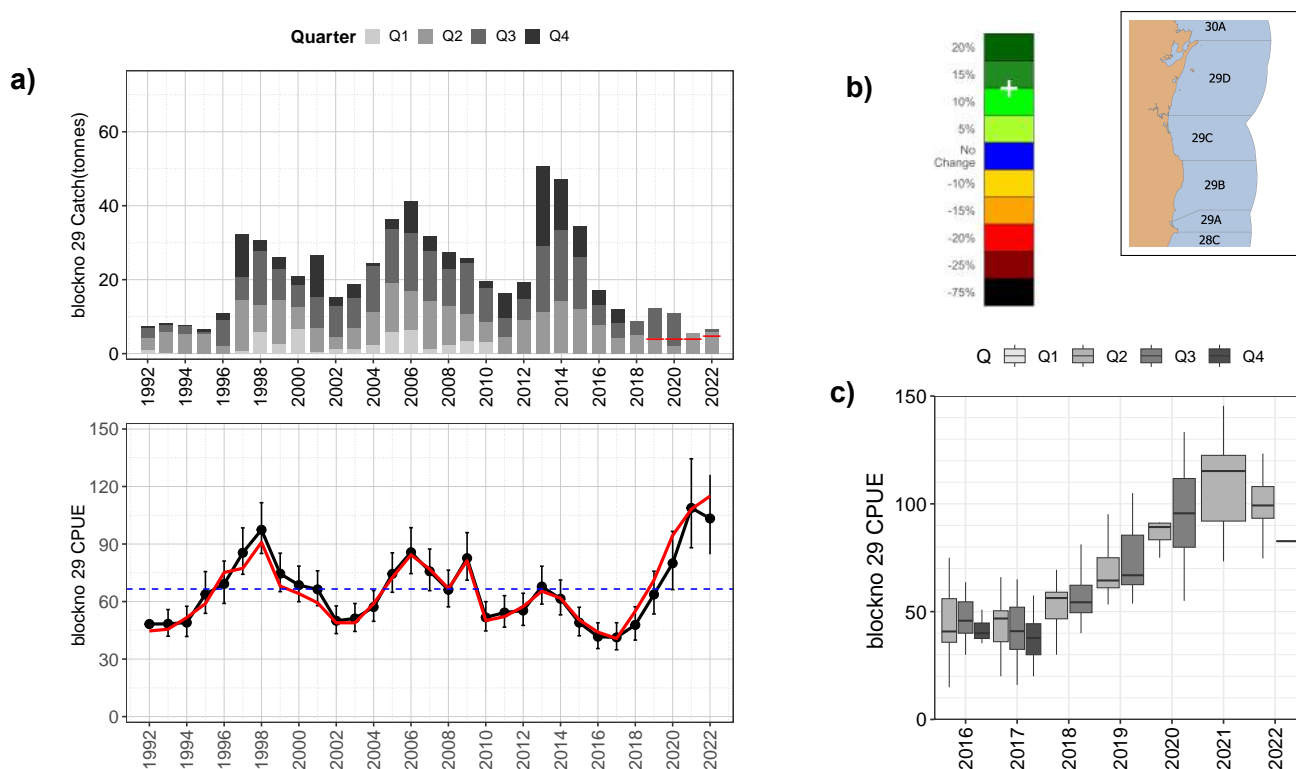 Quarter Q1 Q2 Q3 Q4
a)
blockno 29 Catch(tonnes)
60
40
20
0
1992 1994 1996 1998 2000 2002 2004 2006 2008 2010 2012 2014 2016 2018 2020 2022
blockno 29 CPUE
150
120
90
60
30
0
1992 1994 1996 1998 2000 2002 2004 2006 2008 2010 2012 2014 2016 2018 2020 2022
b)
20%
15%
10%
5%
No
Change
-10%
-15%
-20%
-25%
-75%
30A
29D
29C
29B
29A
28C
c)
Q Q1 Q2 Q3 Q4
blockno 29 CPUE
150
100
50
0
2016 2017 2018 2019 2020 2021 2022